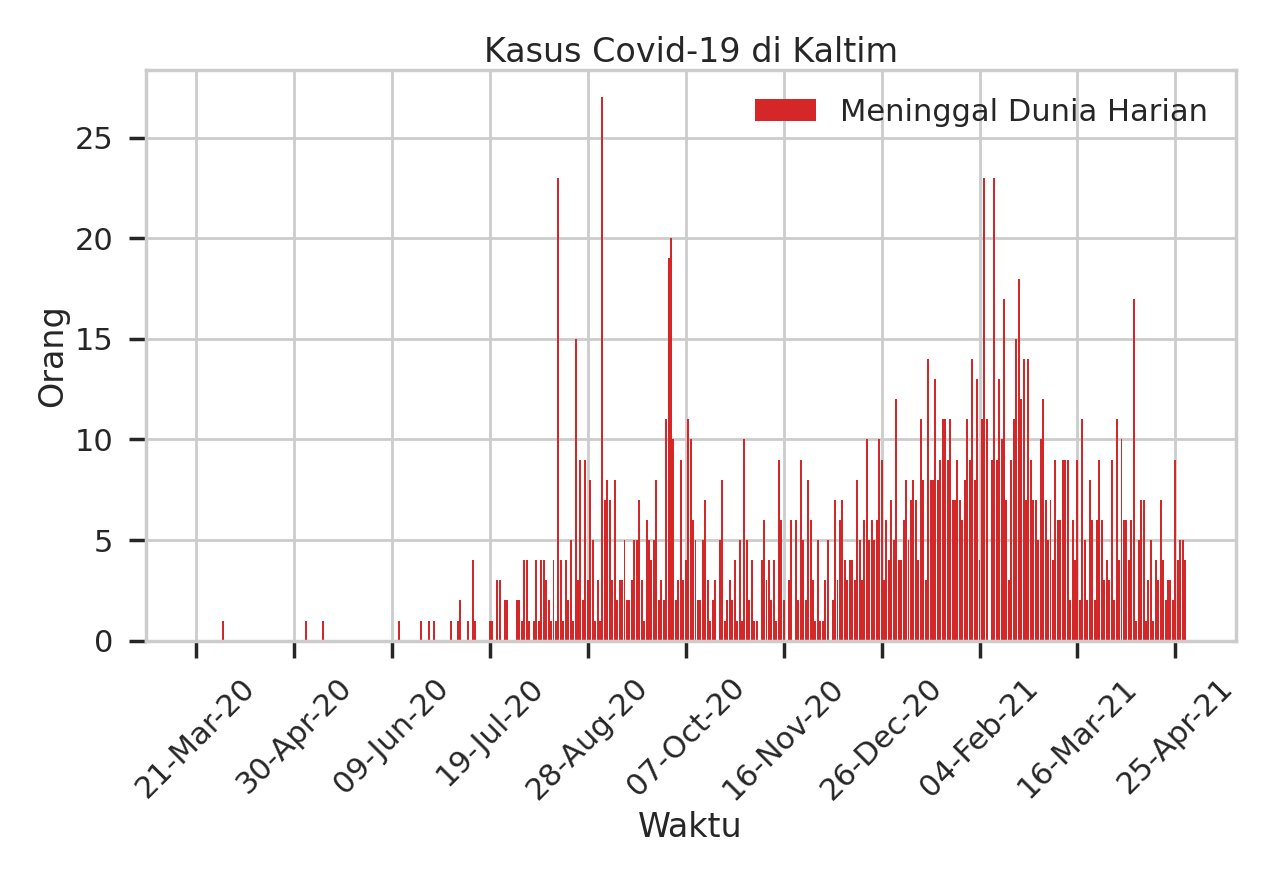 Kasus Covid-19 di Kaltim
Meninggal Dunia Harian
Orang
25
20
15
10
5
0
21-Mar-20
30-Apr-20
09-Jun-20
19-Jul-20
28-Aug-20
07-Oct-20
16-Nov-20
26-Dec-20
04-Feb-21
16-Mar-21
25-Apr-21
Waktu